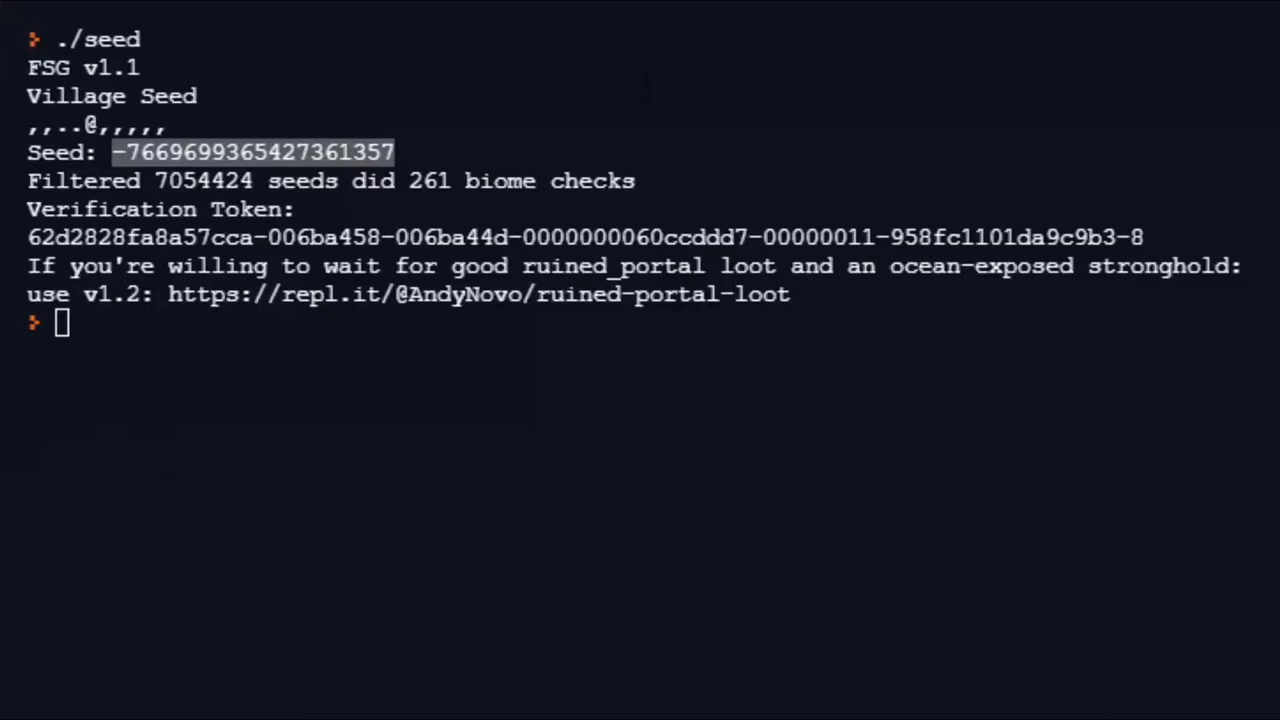 > ./seed
FSG v1.1
Village Seed
,,..@,,,,,
Seed: -7669699365427361357
Filtered 7054424 seeds did 261 biome checks
Verification Token:
62d2828fa8a57cca-006ba458-006ba44d-0000000060ccddd7-00000011-958fc1101da9c9b3-8
If you're willing to wait for good ruined_portal loot and an ocean-exposed stronghold:
use v1.2: https://repl.it/@AndyNovo/ruined-portal-loot
>